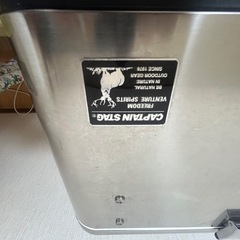 CAPTAIN STAG
FREEDOM
VENTURE SPIRITS
BE NATURAL
IN NATURE
OUTDOOR GEAR
SINCE 1976